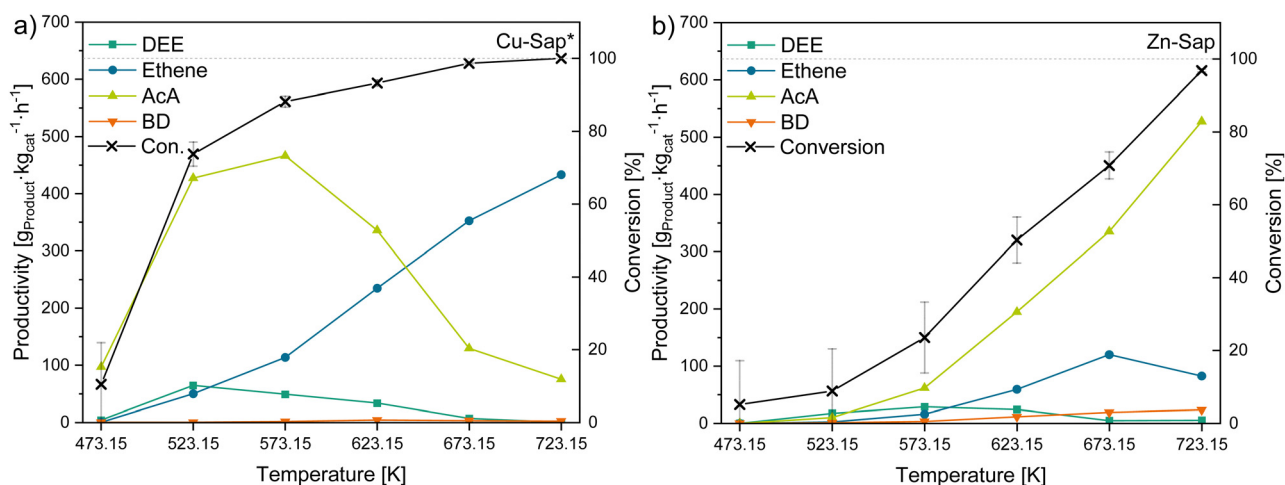 a)
Cu-Sap*
DEE
Ethene
AcA
BD
Con.
Productivity [gProduct·kgcat⁻¹·h⁻¹]
700
600
500
400
300
200
100
0
Conversion [%]
100
80
60
40
20
0
473.15 523.15 573.15 623.15 673.15 723.15
Temperature [K]
b)
Zn-Sap
DEE
Ethene
AcA
BD
Conversion
Productivity [gProduct·kgcat⁻¹·h⁻¹]
700
600
500
400
300
200
100
0
Conversion [%]
100
80
60
40
20
0
473.15 523.15 573.15 623.15 673.15 723.15
Temperature [K]